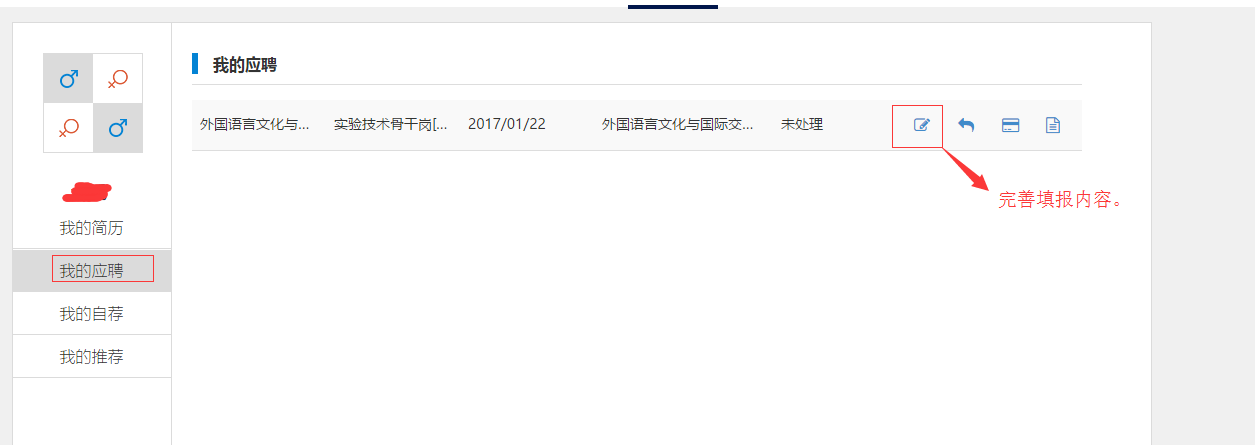 我的应聘
外国语言文化与... 实验技术骨干岗[... 2017/01/22 外国语言文化与国际交... 未处理
完善填报内容。
我的简历
我的应聘
我的自荐
我的推荐